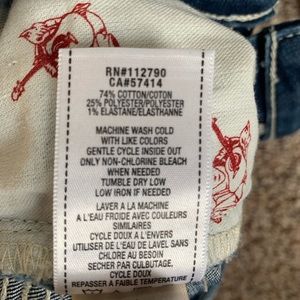 RN#112790
CA#57414
74% COTTON/COTON
25% POLYESTER/POLYESTER
1% ELASTANE/ELASTHANNE
MACHINE WASH COLD
WITH LIKE COLORS
GENTLE CYCLE INSIDE OUT
ONLY NON-CHLORINE BLEACH
WHEN NEEDED
TUMBLE DRY LOW
LOW IRON IF NEEDED
LAVER A LA MACHINE
A L'EAU FROIDE AVEC COULEURS
SIMILAIRES
CYCLE DOUX A L'ENVERS
UTILISER DE L'EAU DE JAVEL SANS
CHLORE AU BESOIN
SECHER PAR CULBUTAGE,
CYCLE DOUX
REPASSER À FAIBLE TEMPÉRATURE